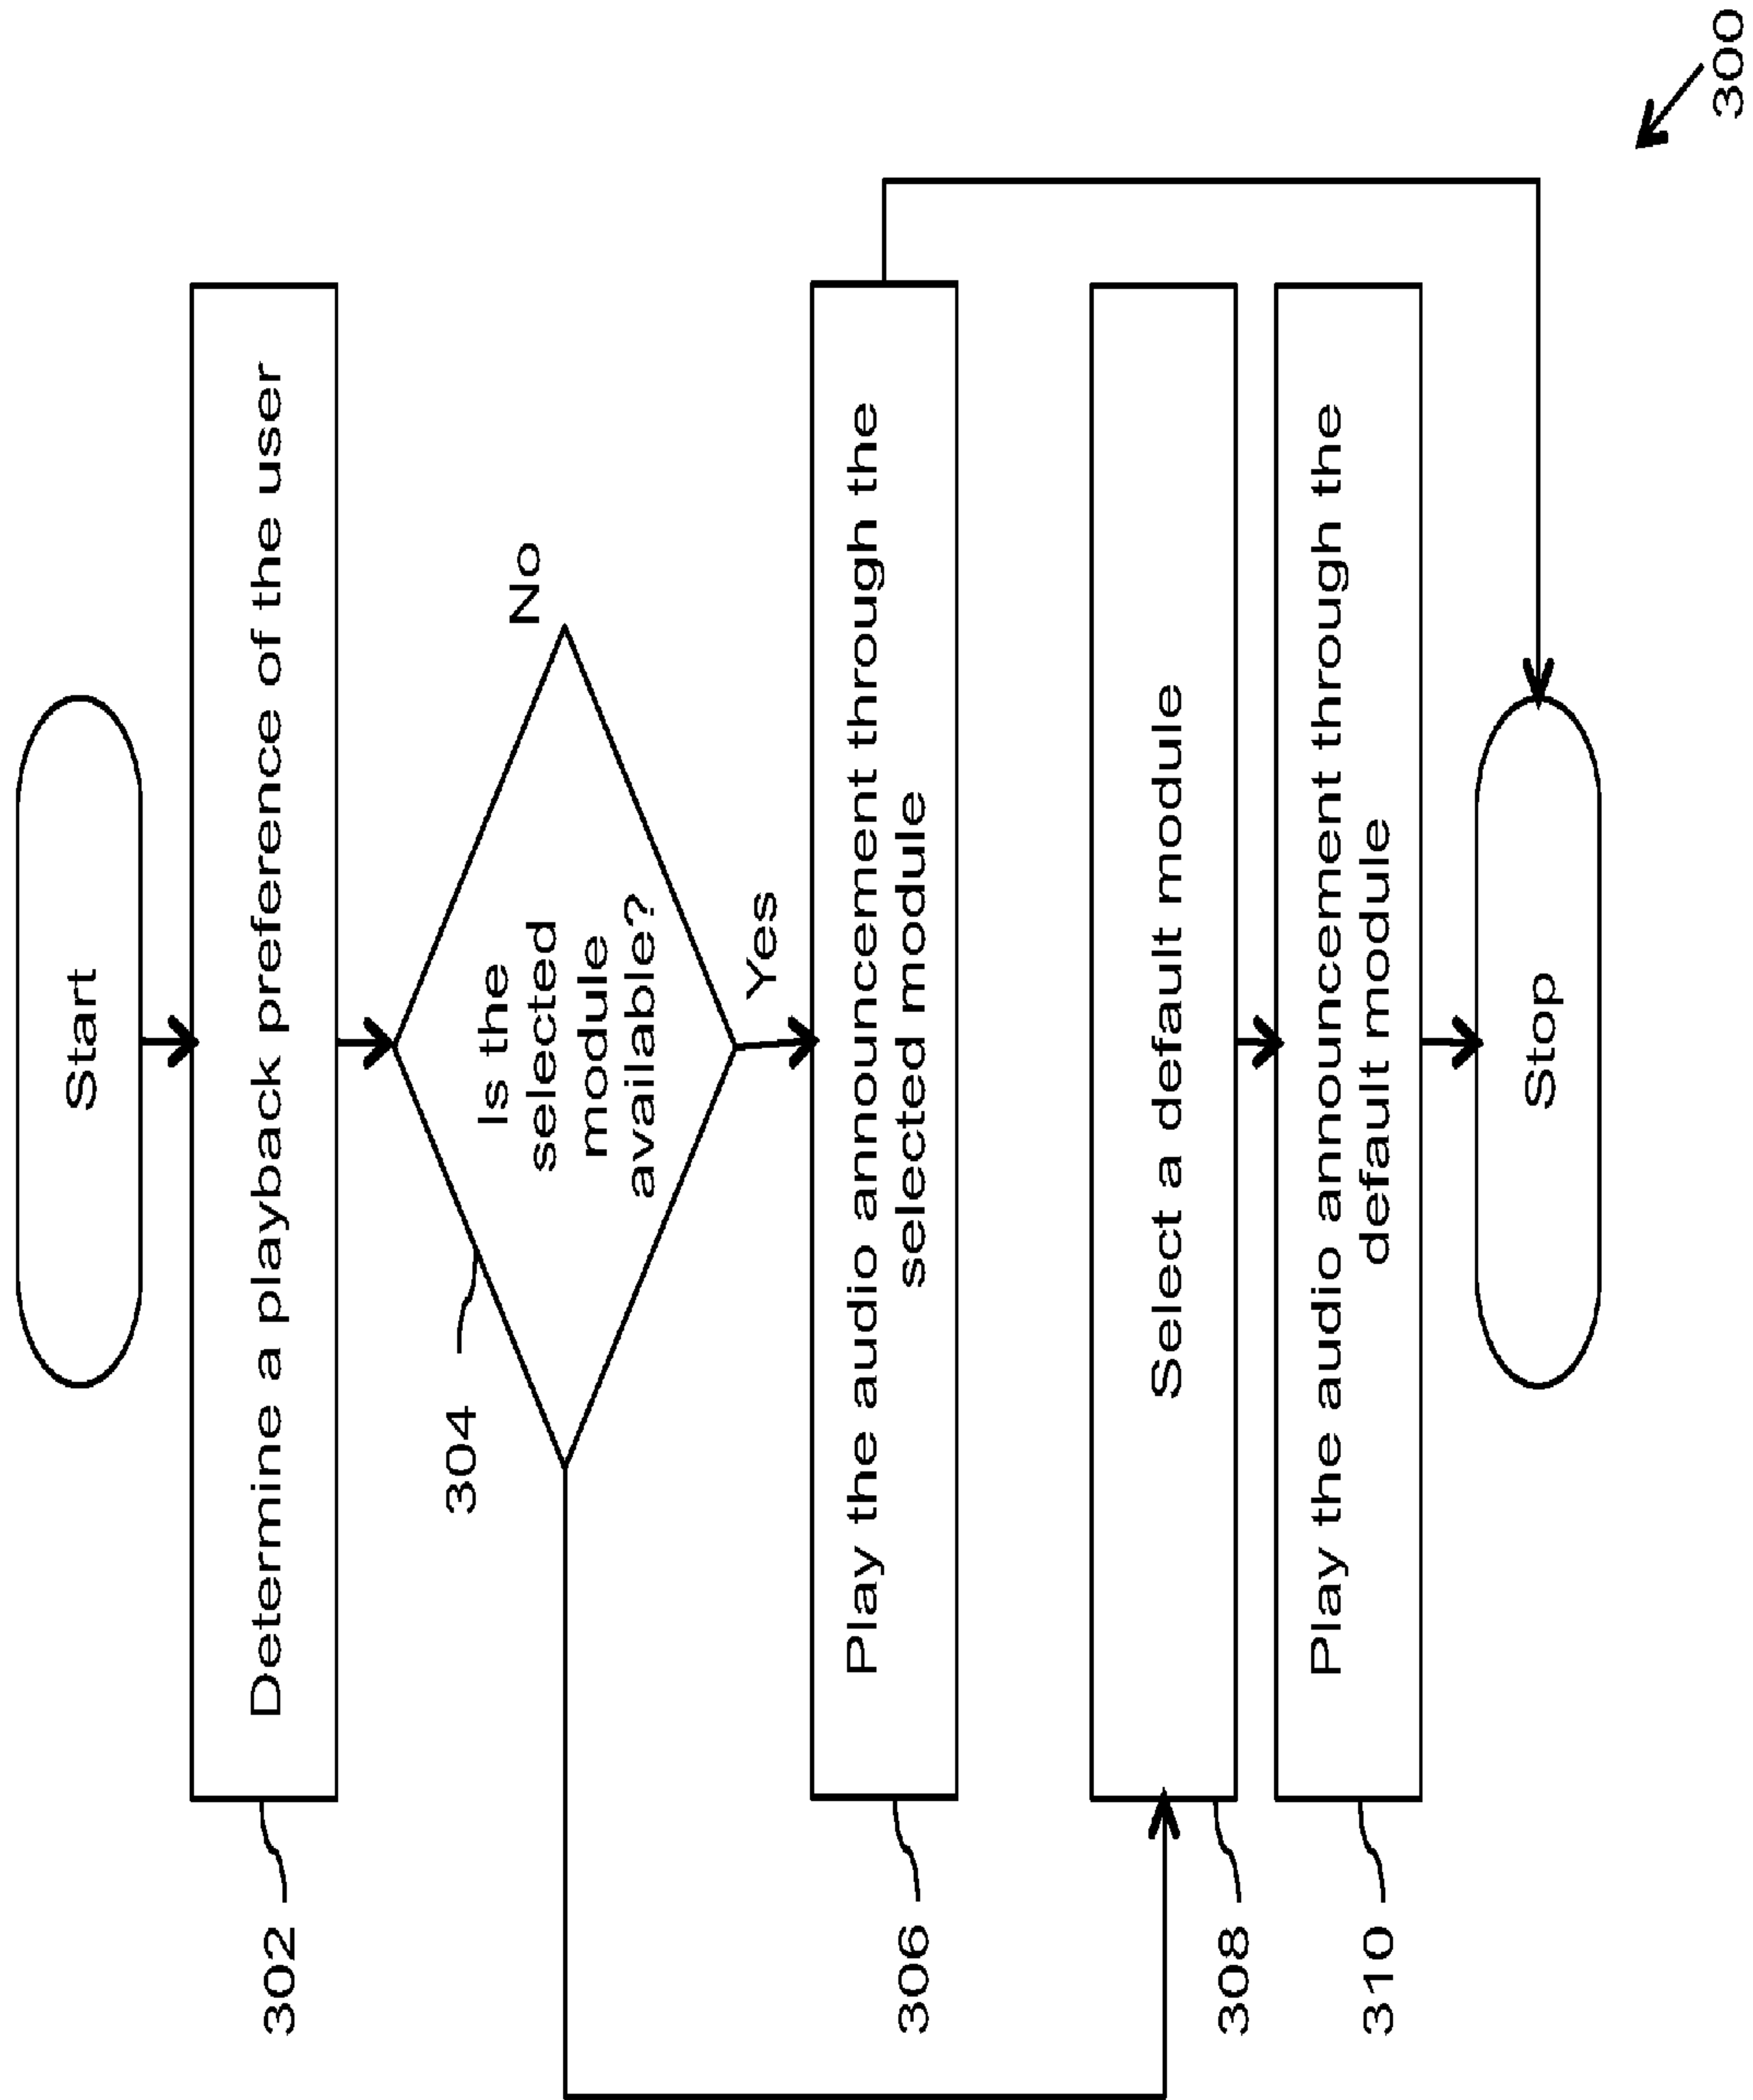 Start
302
Determine a playback preference of the user
304
Is the
selected
module
available?
No
Yes
306
Play the audio announcement through the
selected module
308
Select a default module
310
Play the audio announcement through the
default module
Stop
300